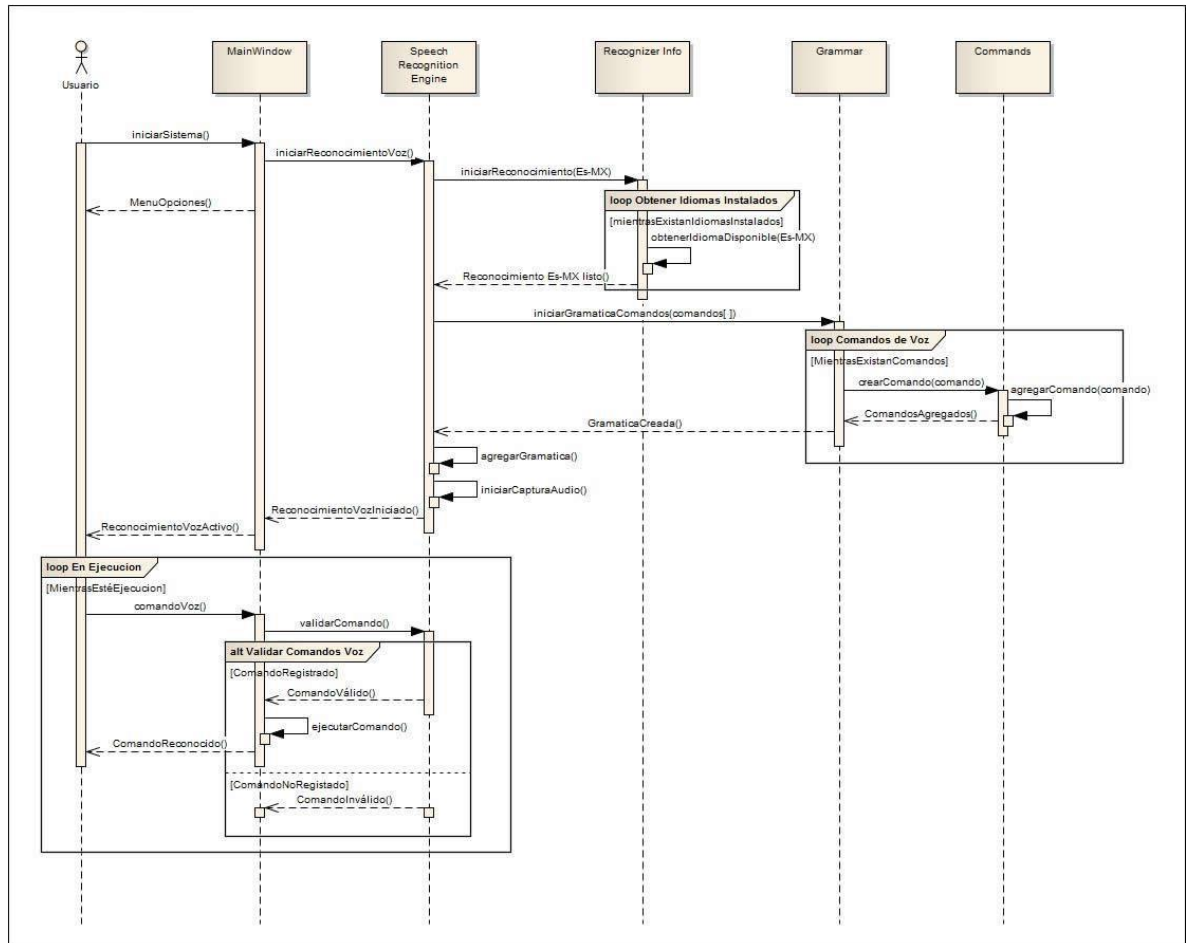 Usuario
MainWindow
Speech
Recognition
Engine
Recognizer Info
Grammar
Commands
iniciarSistema()
iniciarReconocimientoVoz()
iniciarReconocimiento(Es-MX)
loop Obtener Idiomas Instalados
MenuOpciones()
[mientrasExistanIdiomasInstalados]
obtenerIdiomaDisponible(Es-MX)
Reconocimiento Es-MX listo()
iniciarGramaticaComandos(comandos[ ])
loop Comandos de Voz
[MientrasExistanComandos]
crearComando(comando)
agregarComando(comando)
ComandosAgregados()
GramaticaCreada()
agregarGramatica()
iniciarCapturaAudio()
ReconocimientoVozIniciado()
ReconocimientoVozActivo()
loop En Ejecucion
[MientrasEstéEjecucion]
comandoVoz()
validarComando()
alt Validar Comandos Voz
[ComandoRegistrado]
ComandoVálido()
ejecutarComando()
ComandoReconocido()
[ComandoNoRegistado]
ComandoInválido()